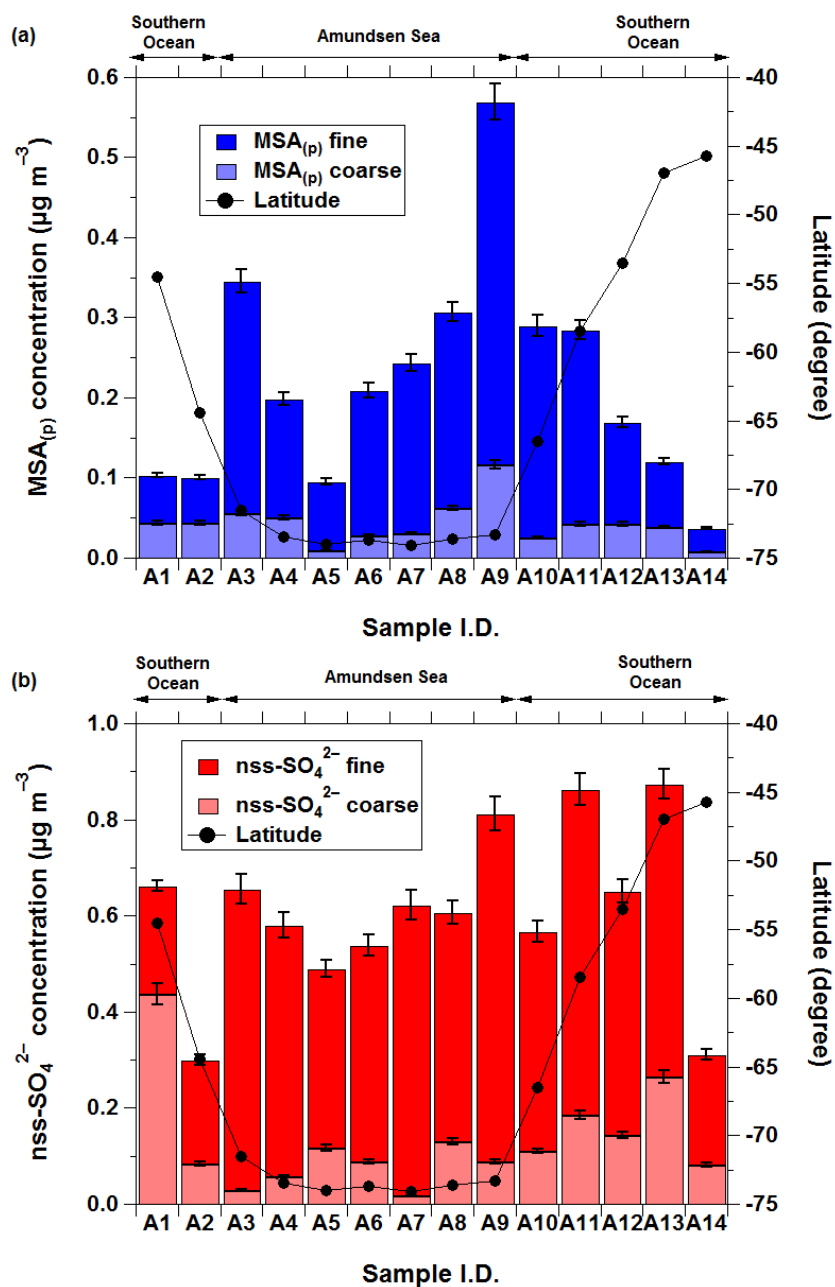 (a)
Southern
Ocean
Amundsen Sea
Southern
Ocean
MSA(p) concentration (µg m⁻³)
0.6
0.5
0.4
0.3
0.2
0.1
0.0
MSA(p) fine
MSA(p) coarse
Latitude
-40
-45
-50
-55
-60
-65
-70
-75
Latitude (degree)
A1 A2 A3 A4 A5 A6 A7 A8 A9 A10 A11 A12 A13 A14
Sample I.D.
(b)
Southern
Ocean
Amundsen Sea
Southern
Ocean
nss-SO₄²⁻ concentration (µg m⁻³)
1.0
0.8
0.6
0.4
0.2
0.0
nss-SO₄²⁻ fine
nss-SO₄²⁻ coarse
Latitude
-40
-45
-50
-55
-60
-65
-70
-75
Latitude (degree)
A1 A2 A3 A4 A5 A6 A7 A8 A9 A10 A11 A12 A13 A14
Sample I.D.